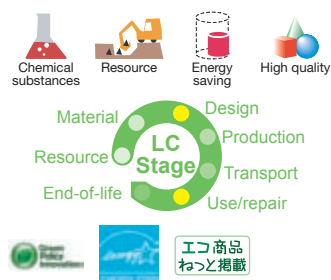 Chemical
substances
Resource
Energy
saving
High quality
Material
Resource
End-of-life
LC
Stage
Design
Production
Transport
Use/repair
エコ商品
ねっと掲載